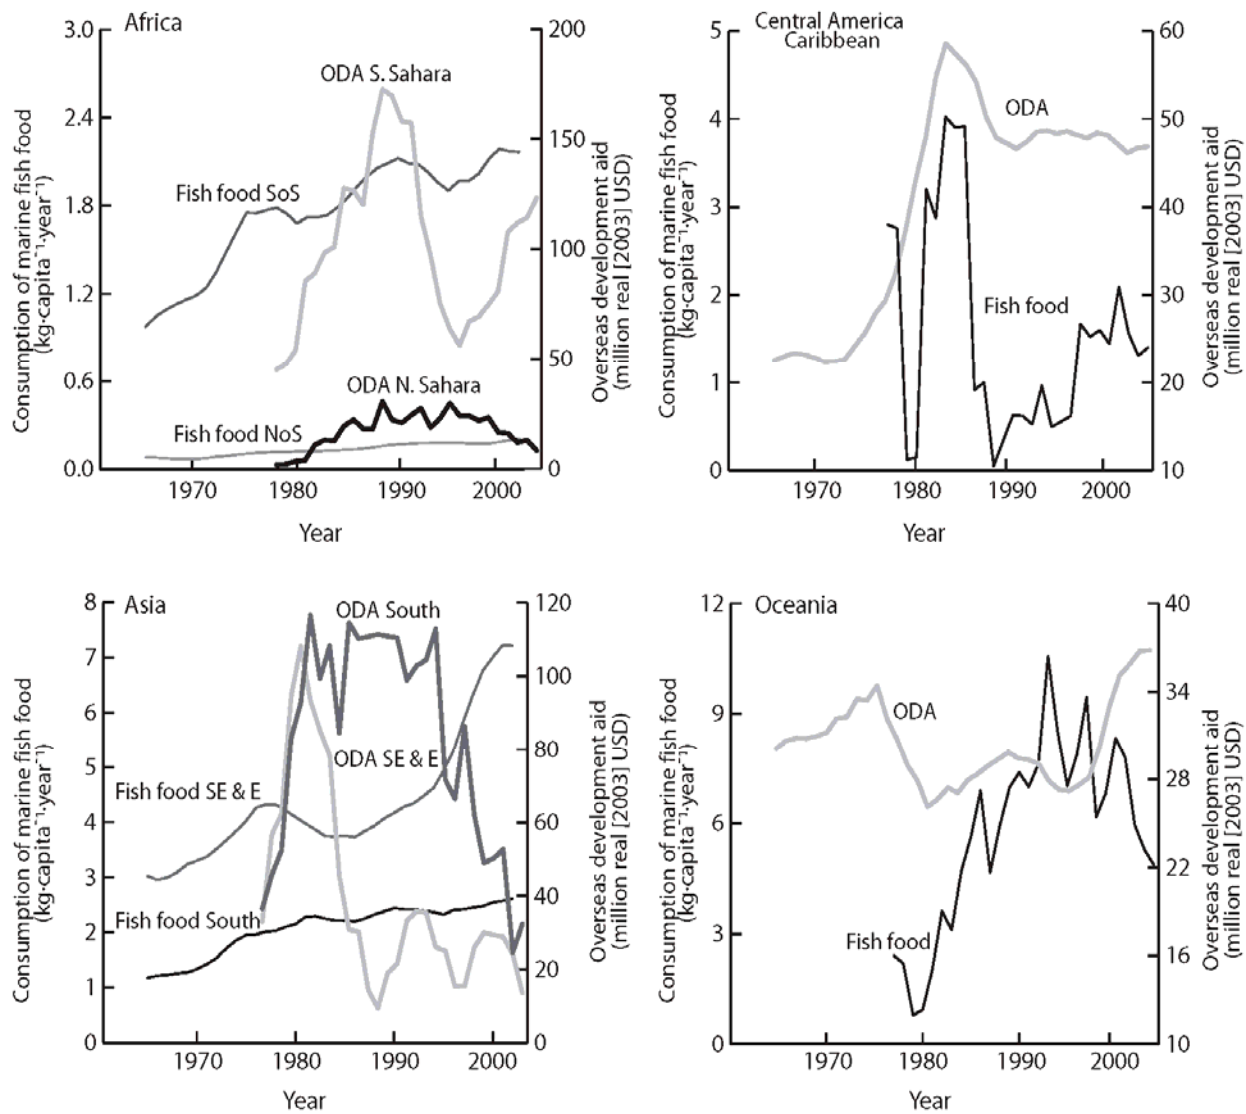 Africa
3.0
2.4
1.8
1.2
0.6
0.0
Consumption of marine fish food
(kg·capita⁻¹·year⁻¹)
ODA S. Sahara
Fish food SoS
ODA N. Sahara
Fish food NoS
200
150
100
50
0
Overseas development aid
(million real [2003] USD)
1970
1980
1990
2000
Year
Central America
Caribbean
5
4
3
2
1
0
Consumption of marine fish food
(kg·capita⁻¹·year⁻¹)
ODA
Fish food
60
50
40
30
20
10
Overseas development aid
(million real [2003] USD)
1970
1980
1990
2000
Year
Asia
8
7
6
5
4
3
2
1
0
Consumption of marine fish food
(kg·capita⁻¹·year⁻¹)
ODA South
ODA SE & E
Fish food SE & E
Fish food South
120
100
80
60
40
20
0
Overseas development aid
(million real [2003] USD)
1970
1980
1990
2000
Year
Oceania
12
9
6
3
0
Consumption of marine fish food
(kg·capita⁻¹·year⁻¹)
ODA
Fish food
40
34
28
22
16
10
Overseas development aid
(million real [2003] USD)
1970
1980
1990
2000
Year